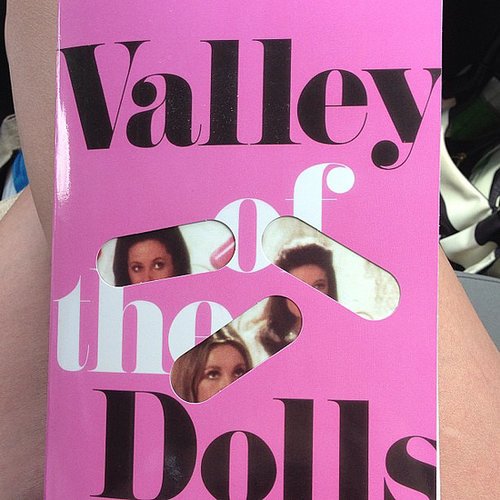 Valley
of
the
Dolls